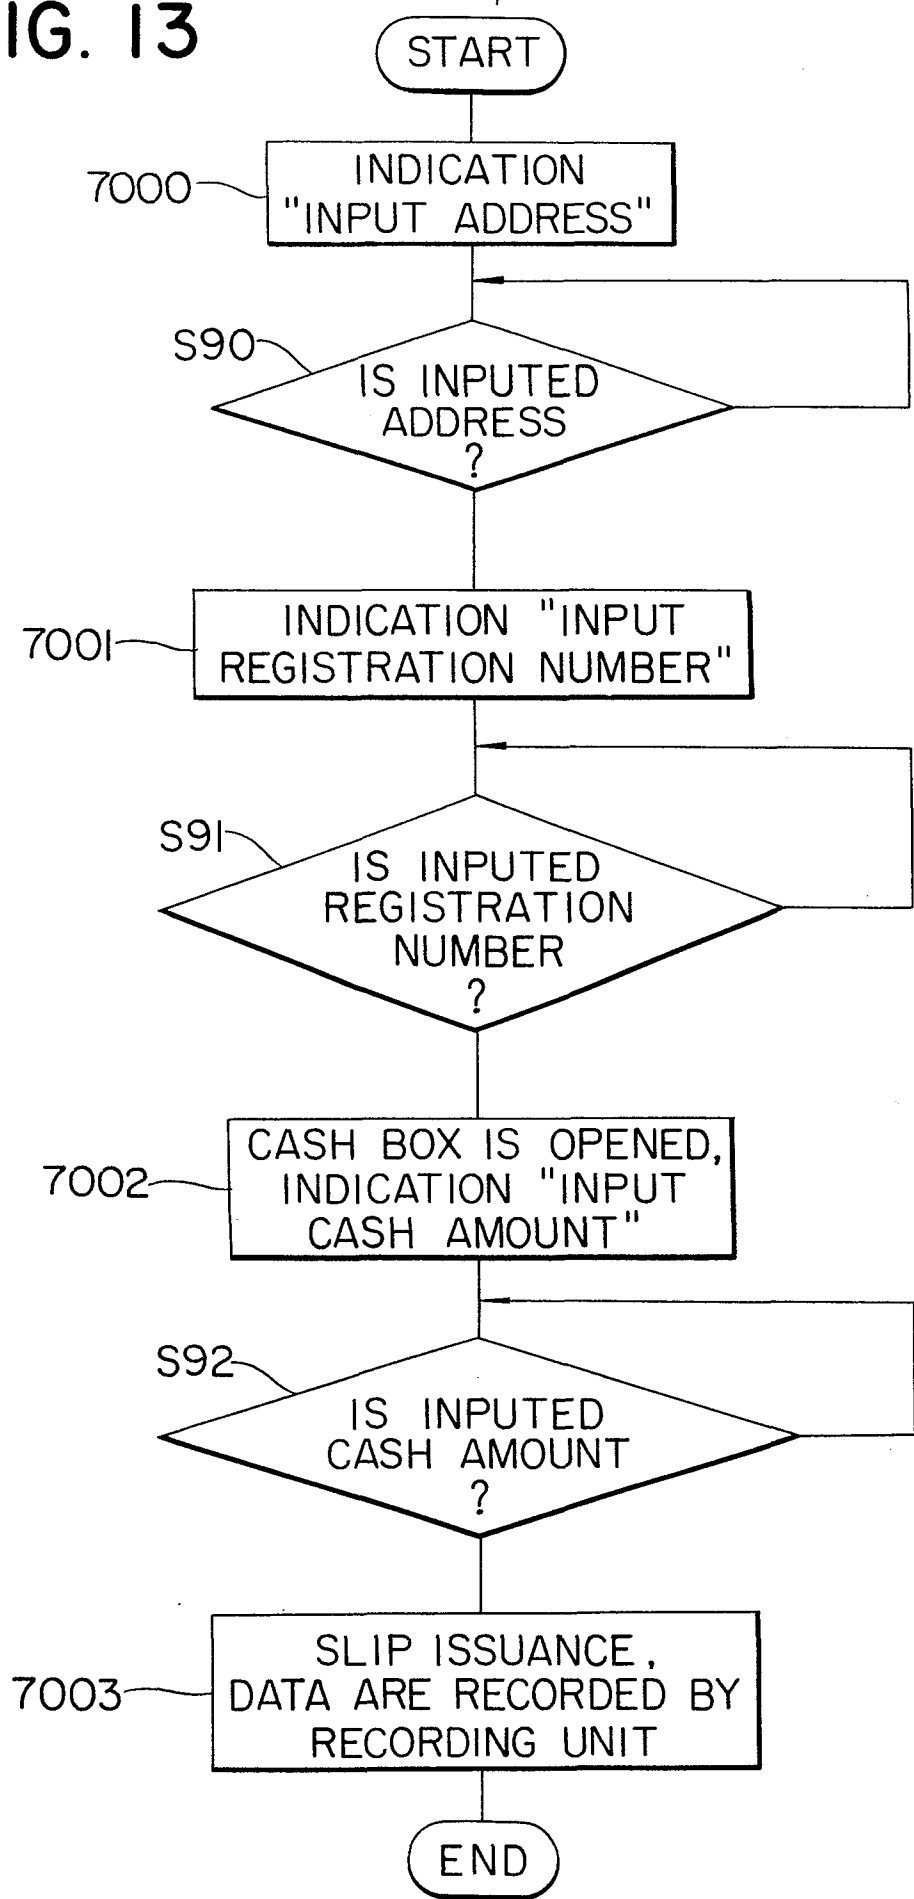 IG. 13
START
7000
INDICATION
"INPUT ADDRESS"
S90
IS INPUTED
ADDRESS
?
7001
INDICATION "INPUT
REGISTRATION NUMBER"
S91
IS INPUTED
REGISTRATION
NUMBER
?
7002
CASH BOX IS OPENED,
INDICATION "INPUT
CASH AMOUNT"
S92
IS INPUTED
CASH AMOUNT
?
7003
SLIP ISSUANCE,
DATA ARE RECORDED BY
RECORDING UNIT
END